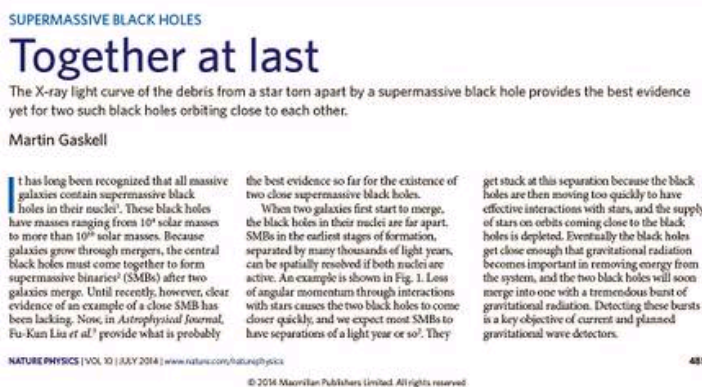 SUPERMASSIVE BLACK HOLES
Together at last
The X-ray light curve of the debris from a star torn apart by a supermassive black hole provides the best evidence
yet for two such black holes orbiting close to each other.
Martin Gaskell
It has long been recognized that all massive
galaxies contain supermassive black
holes in their nuclei¹. These black holes
have masses ranging from 10⁴ solar masses
to more than 10¹⁰ solar masses. Because
galaxies grow through mergers, the central
black holes must come together to form
supermassive binaries² (SMBs) after two
galaxies merge. Until recently, however, clear
evidence of an example of a close SMB has
been lacking. Now, in Astrophysical Journal,
Fu-Kun Liu et al.³ provide what is probably
the best evidence so far for the existence of
two close supermassive black holes.
When two galaxies first start to merge,
the black holes in their nuclei are far apart.
SMBs in the earliest stages of formation,
separated by many thousands of light years,
can be spatially resolved if both nuclei are
active. An example is shown in Fig. 1. Loss
of angular momentum through interactions
with stars causes the two black holes to come
closer quickly, and we expect most SMBs to
have separations of a light year or so². They
get stuck at this separation because the black
holes are then moving too quickly to have
effective interactions with stars, and the supply
of stars on orbits coming close to the black
holes is depleted. Eventually the black holes
get close enough that gravitational radiation
becomes important in removing energy from
the system, and the two black holes will soon
merge into one with a tremendous burst of
gravitational radiation. Detecting these bursts
is a key objective of current and planned
gravitational wave detectors.
NATURE PHYSICS | VOL 10 | JULY 2014 | www.nature.com/naturephysics
© 2014 Macmillan Publishers Limited. All rights reserved